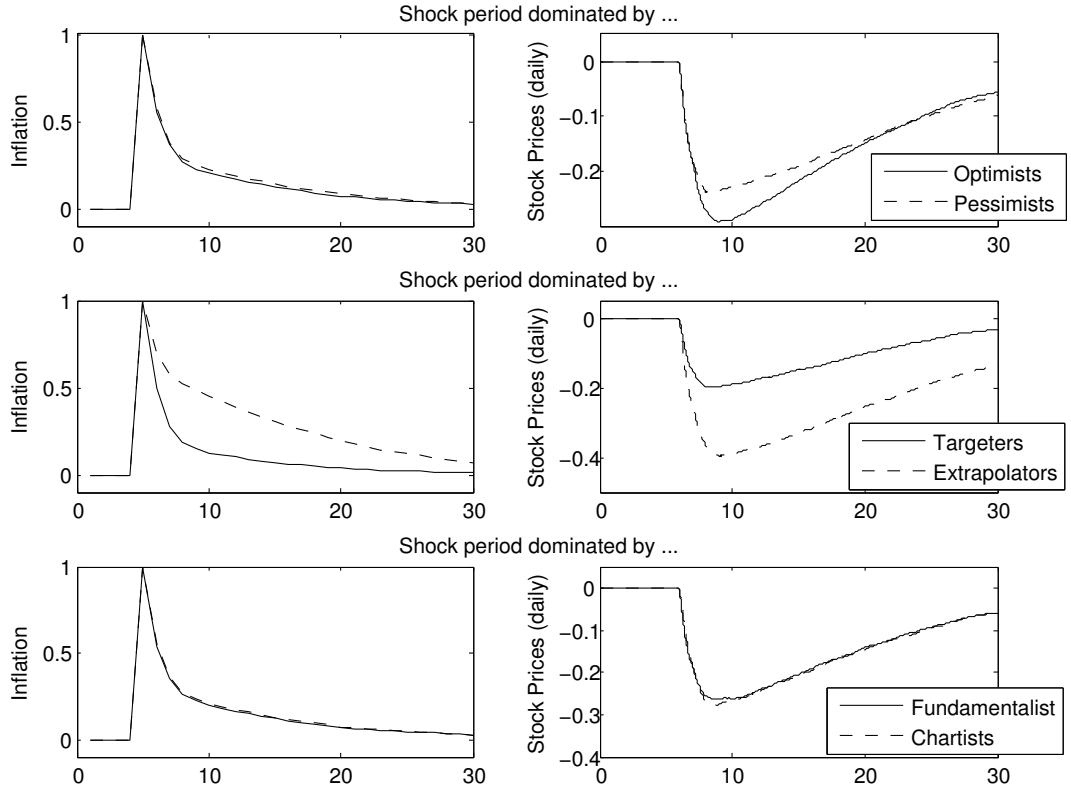 Shock period dominated by ...
Inflation
1
0.5
0
0 10 20 30
Stock Prices (daily)
0
−0.1
−0.2
0 10 20 30
Optimists
Pessimists
Shock period dominated by ...
Inflation
1
0.5
0
0 10 20 30
Stock Prices (daily)
0
−0.2
−0.4
0 10 20 30
Targeters
Extrapolators
Shock period dominated by ...
Inflation
1
0.5
0
0 10 20 30
Stock Prices (daily)
0
−0.1
−0.2
−0.3
−0.4
0 10 20 30
Fundamentalist
Chartists